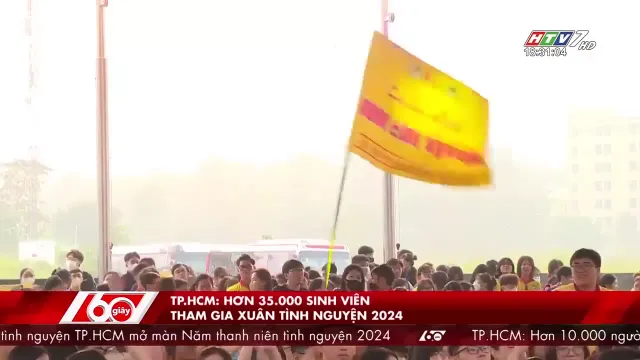 HTV7 HD
18:31:04
60 giây
TP.HCM: HƠN 35.000 SINH VIÊN
THAM GIA XUÂN TÌNH NGUYỆN 2024
tình nguyện TP.HCM mở màn Năm thanh niên tình nguyện 2024 60 TP.HCM: Hơn 10.000 người